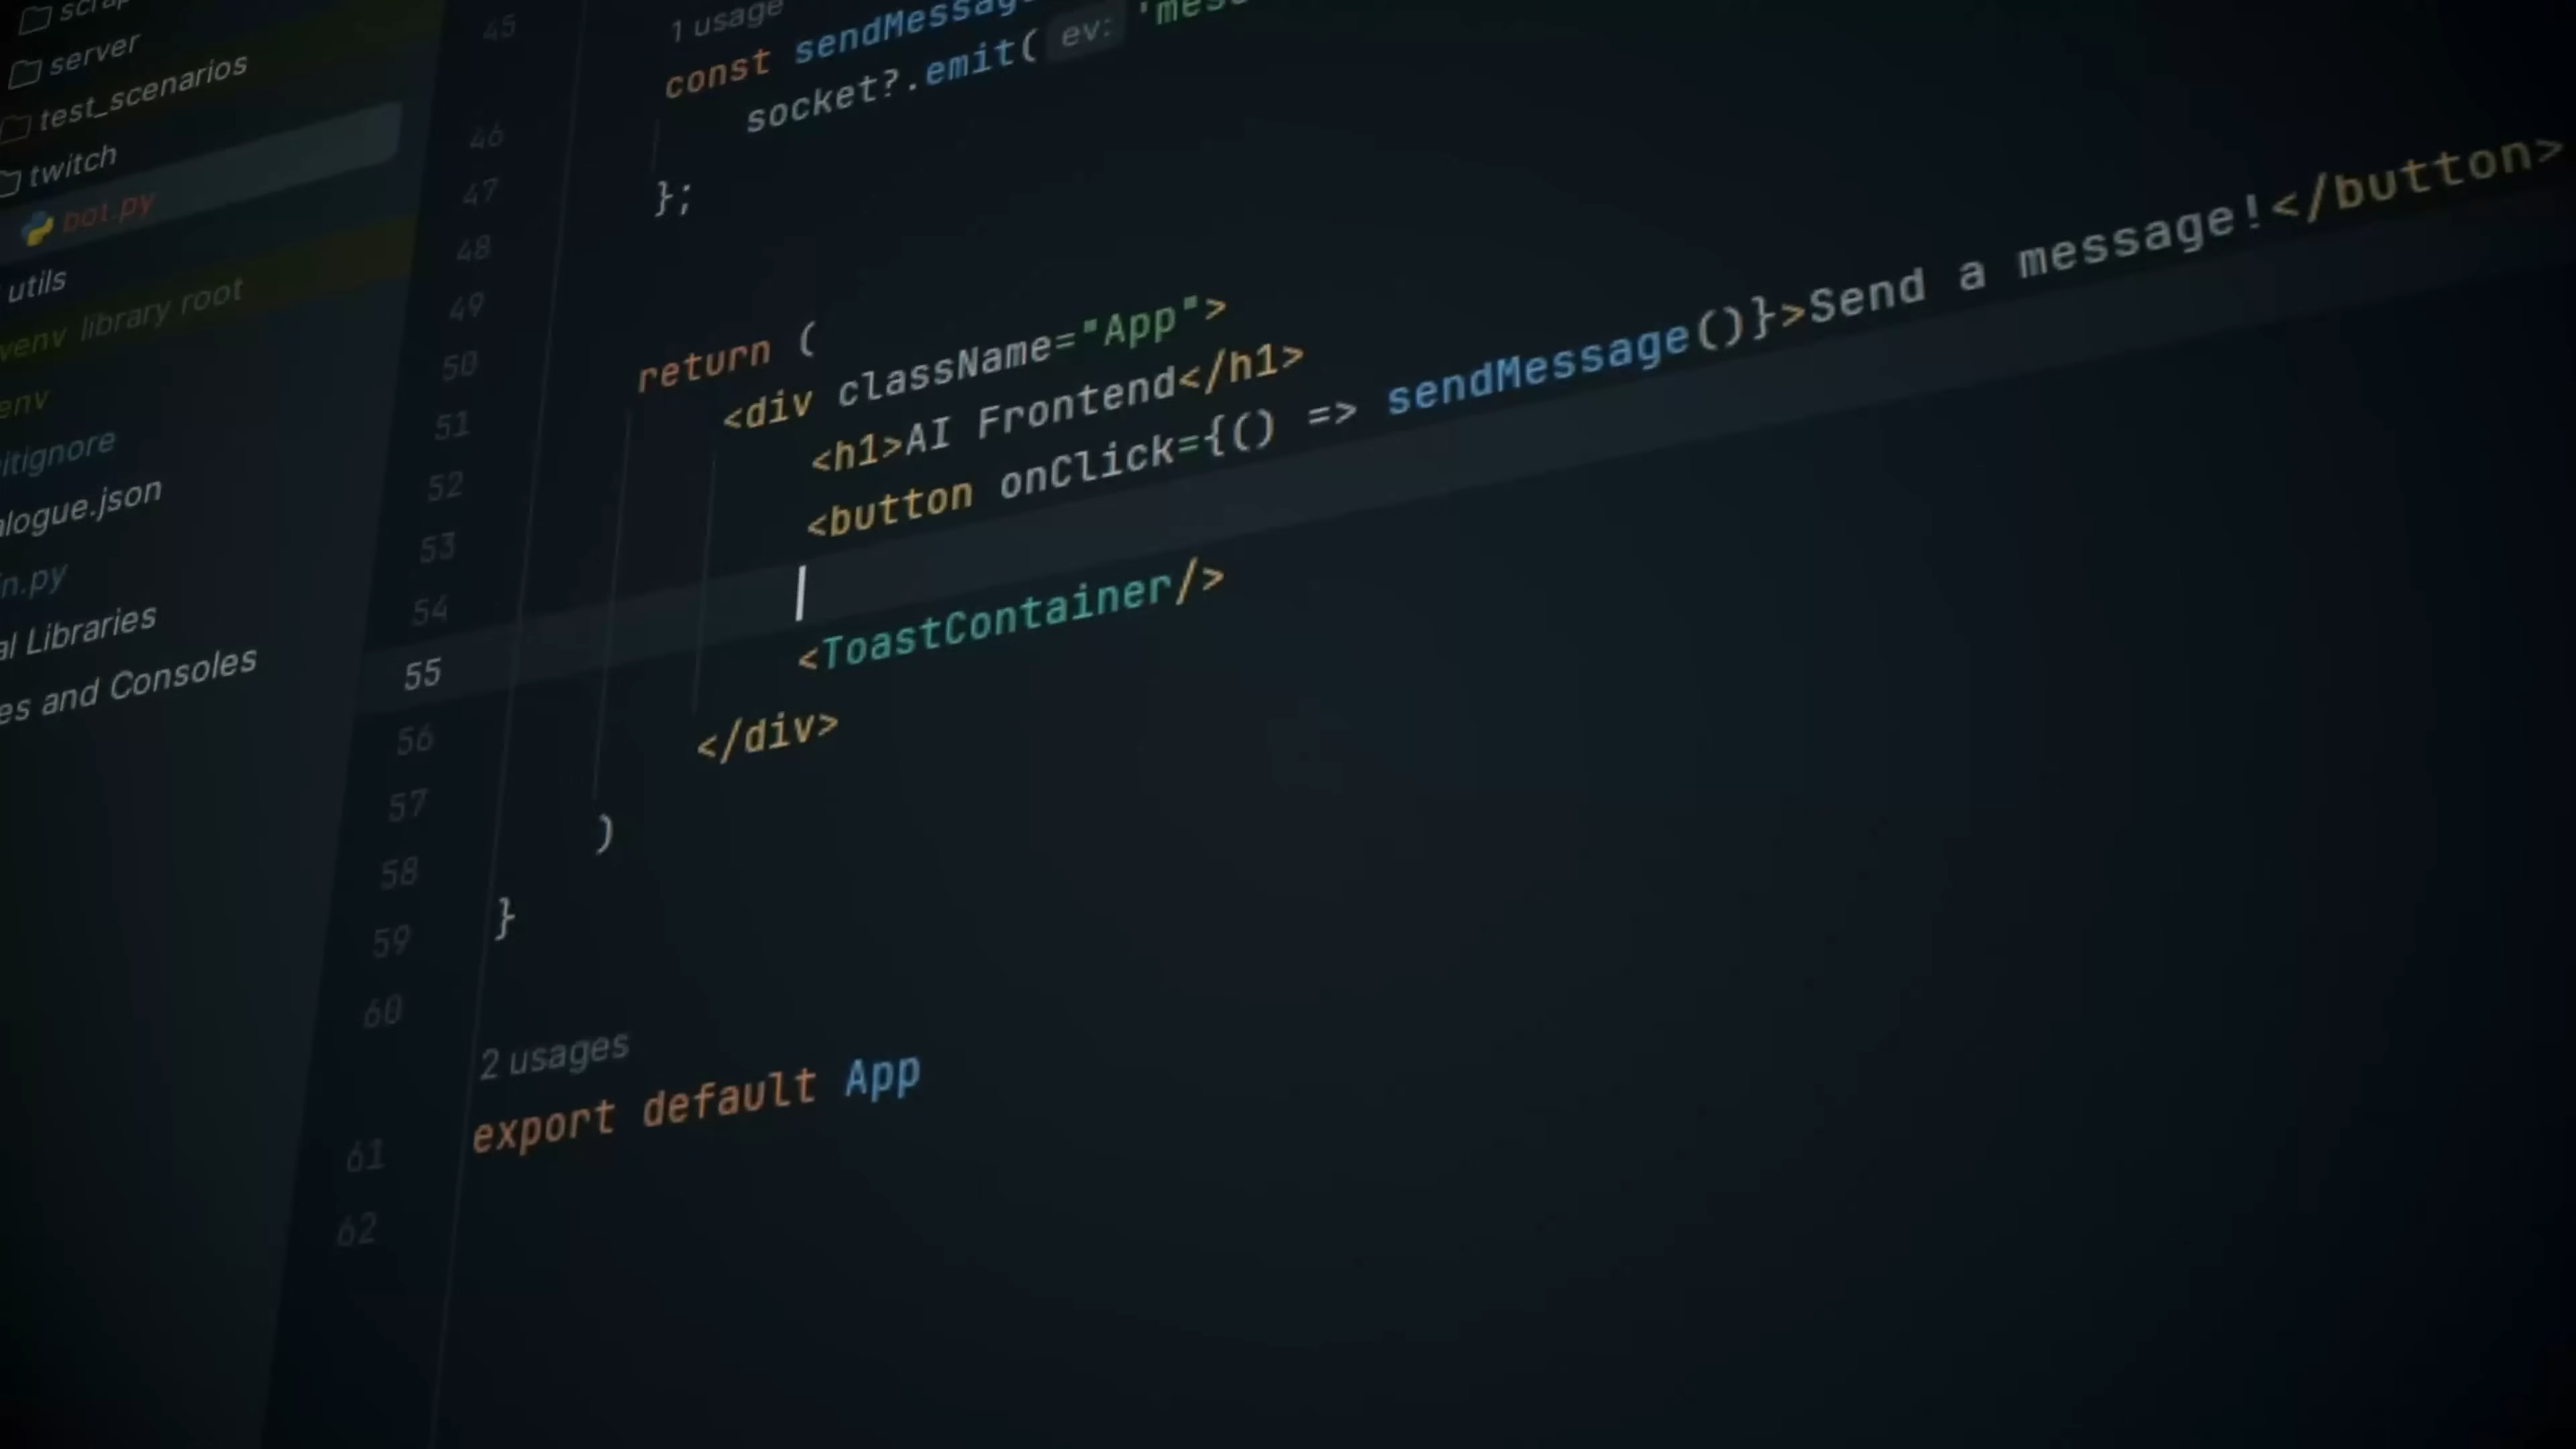 server
test_scenarios
twitch
bot.py
utils
venv library root
env
itignore
alogue.json
n.py
al Libraries
es and Consoles
45
1 usage
const sendMessag
socket?.emit( ev:
46
47
};
48
49
50
return (
51
<div className="App">
52
<h1>AI Frontend</h1>
53
<button onClick={() => sendMessage()}>Send a message!</button>
54
55
<ToastContainer/>
56
</div>
57
)
58
59
}
60
2 usages
export default App
61
62